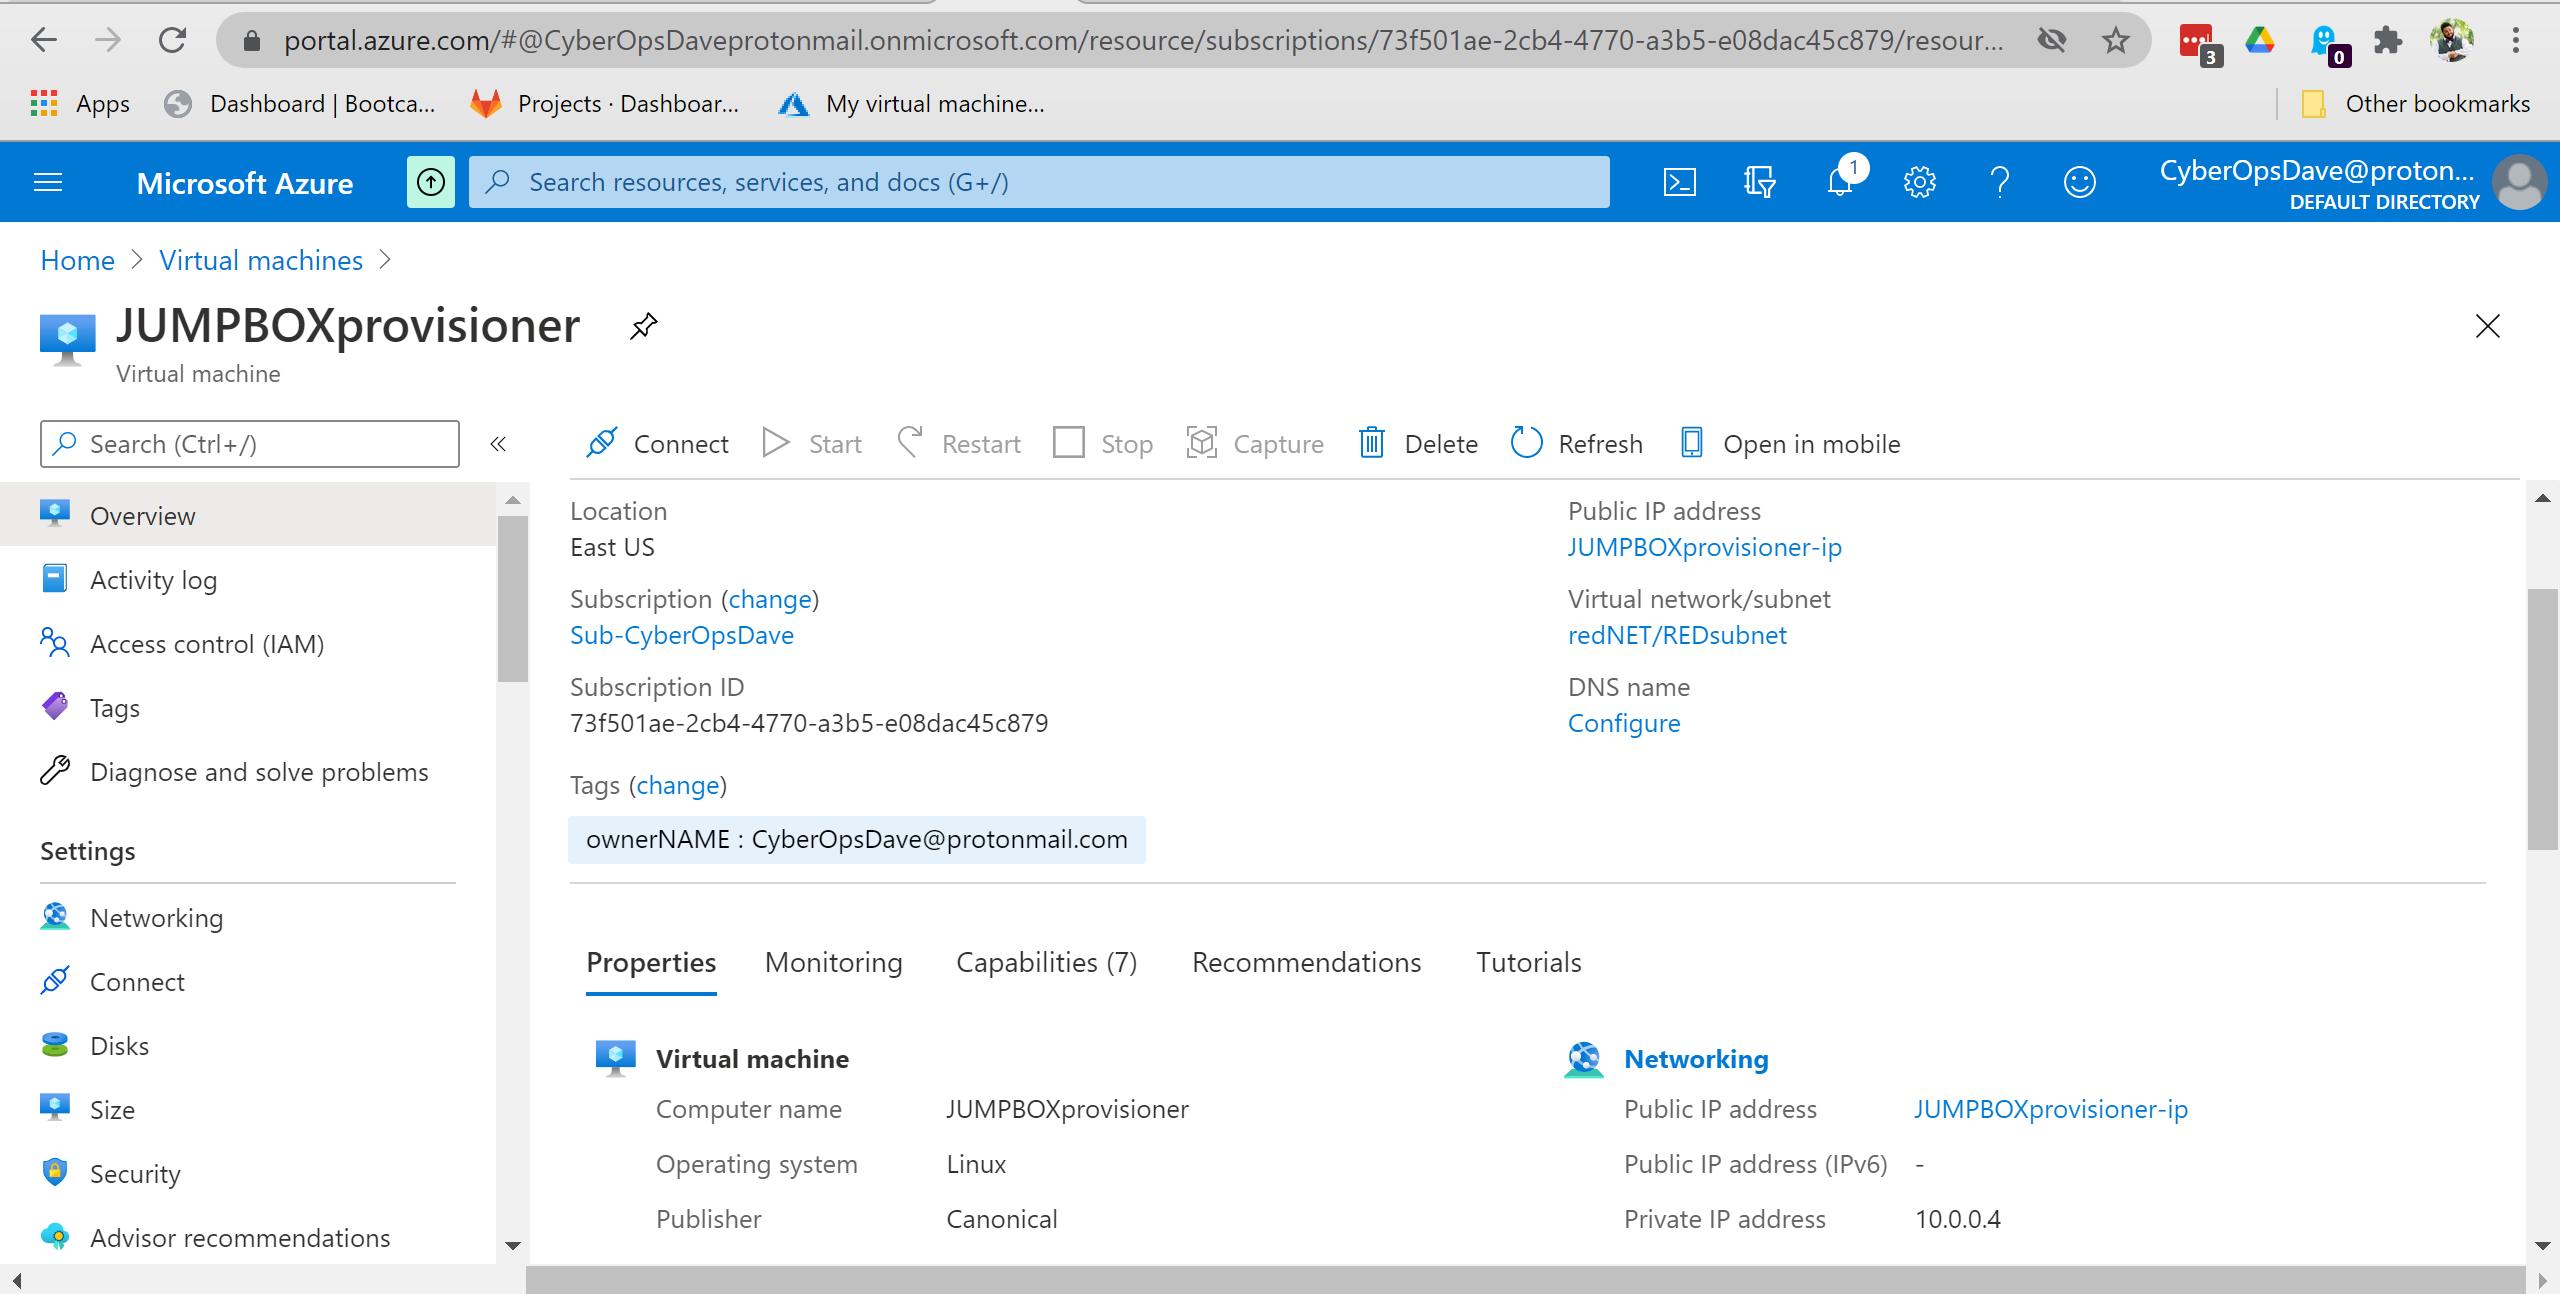 portal.azure.com/#@CyberOpsDaveprotonmail.onmicrosoft.com/resource/subscriptions/73f501ae-2cb4-4770-a3b5-e08dac45c879/resour...
3
0
Apps
Dashboard | Bootca...
Projects · Dashboar...
My virtual machine...
Other bookmarks
Microsoft Azure
Search resources, services, and docs (G+/)
1
CyberOpsDave@proton...
DEFAULT DIRECTORY
Home > Virtual machines >
JUMPBOXprovisioner
Virtual machine
Search (Ctrl+/)
«
Connect
Start
Restart
Stop
Capture
Delete
Refresh
Open in mobile
Overview
Activity log
Access control (IAM)
Tags
Diagnose and solve problems
Settings
Networking
Connect
Disks
Size
Security
Advisor recommendations
Location
East US
Subscription (change)
Sub-CyberOpsDave
Subscription ID
73f501ae-2cb4-4770-a3b5-e08dac45c879
Public IP address
JUMPBOXprovisioner-ip
Virtual network/subnet
redNET/REDsubnet
DNS name
Configure
Tags (change)
ownerNAME : CyberOpsDave@protonmail.com
Properties
Monitoring
Capabilities (7)
Recommendations
Tutorials
Virtual machine
Computer name JUMPBOXprovisioner
Operating system Linux
Publisher Canonical
Networking
Public IP address JUMPBOXprovisioner-ip
Public IP address (IPv6) -
Private IP address 10.0.0.4